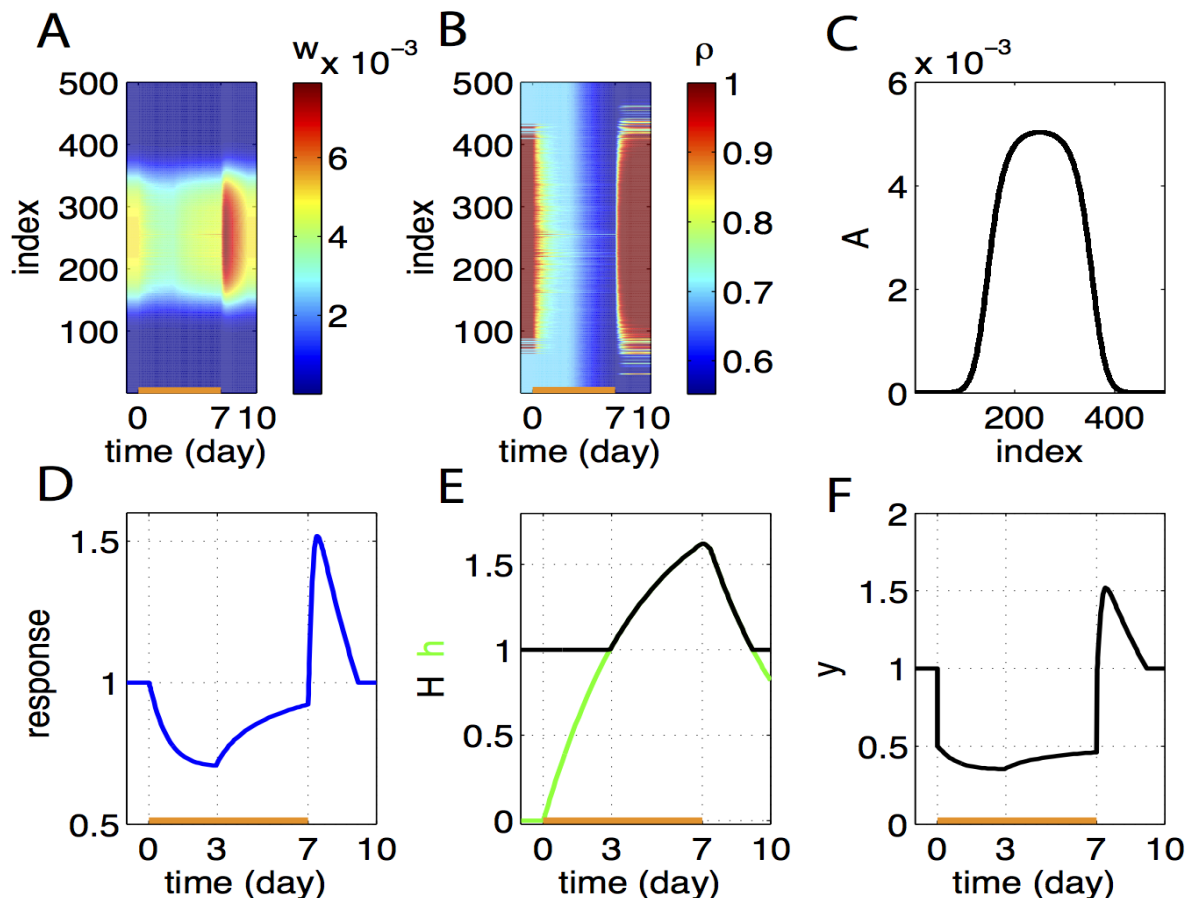 A
w x 10⁻³
500
400
300
200
100
index
6
4
2
0 7 10
time (day)
B
ρ
500
400
300
200
100
index
1
0.9
0.8
0.7
0.6
0 7 10
time (day)
C
x 10⁻³
6
4
2
0
A
200 400
index
D
1.5
1
0.5
response
0 3 7 10
time (day)
E
1.5
1
0.5
0
H h
0 3 7 10
time (day)
F
2
1.5
1
0.5
0
y
0 3 7 10
time (day)